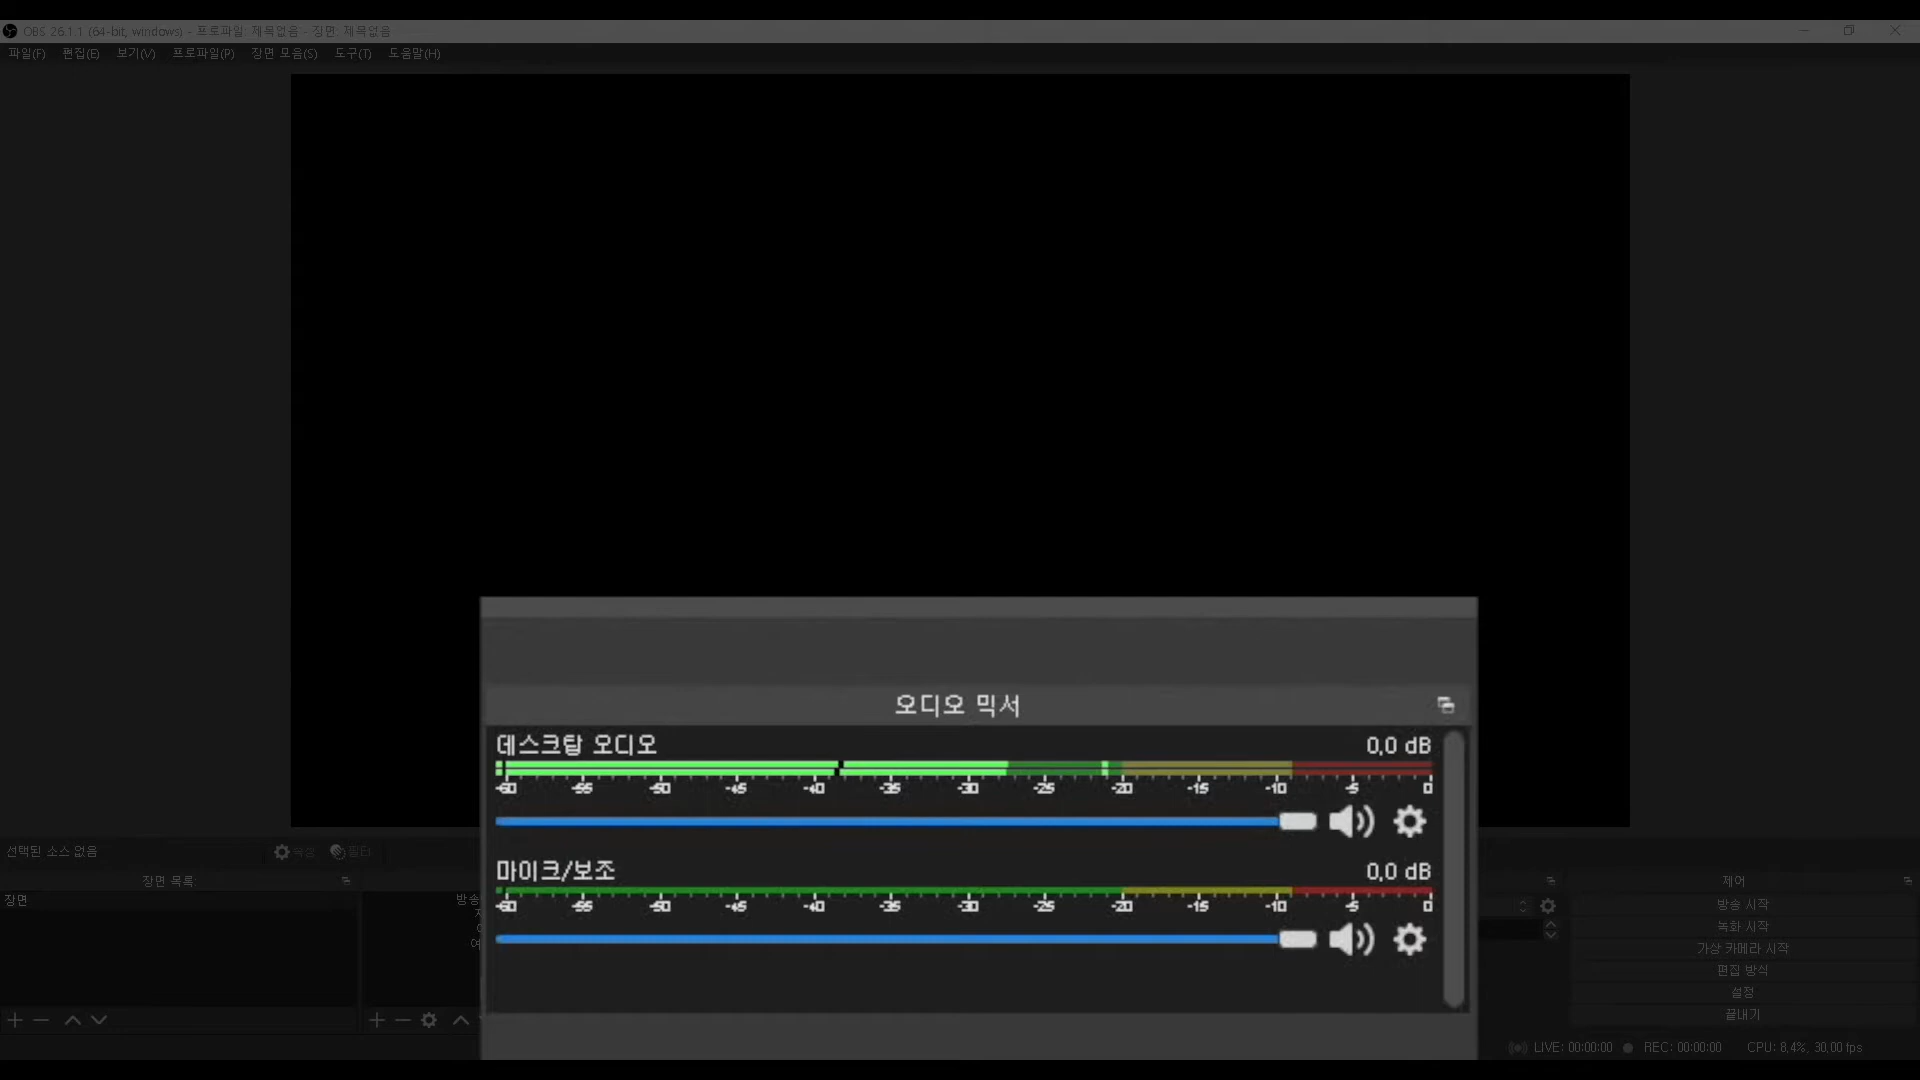 OBS 26.1.1 (64-bit, windows) - 프로파일: 제목없음 - 장면: 제목없음
파일(F) 편집(E) 보기(V) 프로파일(P) 장면 모음(S) 도구(T) 도움말(H)
오디오 믹서
데스크탑 오디오 0.0 dB
-60 -55 -50 -45 -40 -35 -30 -25 -20 -15 -10 -5 0
마이크/보조 0.0 dB
-60 -55 -50 -45 -40 -35 -30 -25 -20 -15 -10 -5 0
선택된 소스 없음 속성 필터
장면 목록
장면
방송
제어
방송 시작
녹화 시작
가상 카메라 시작
편집 방식
설정
끝내기
LIVE: 00:00:00 REC: 00:00:00 CPU: 8.4%, 30.00 fps